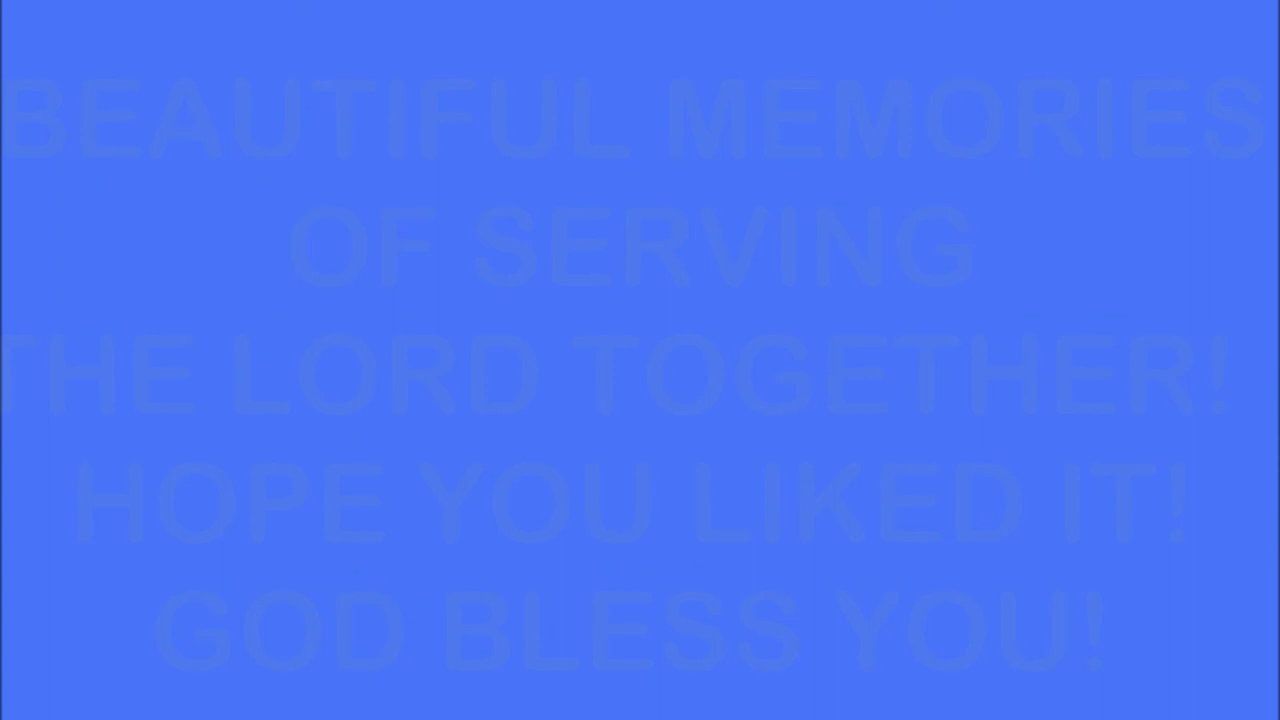 BEAUTIFUL MEMORIES
OF SERVING
THE LORD TOGETHER!
HOPE YOU LIKED IT!
GOD BLESS YOU!